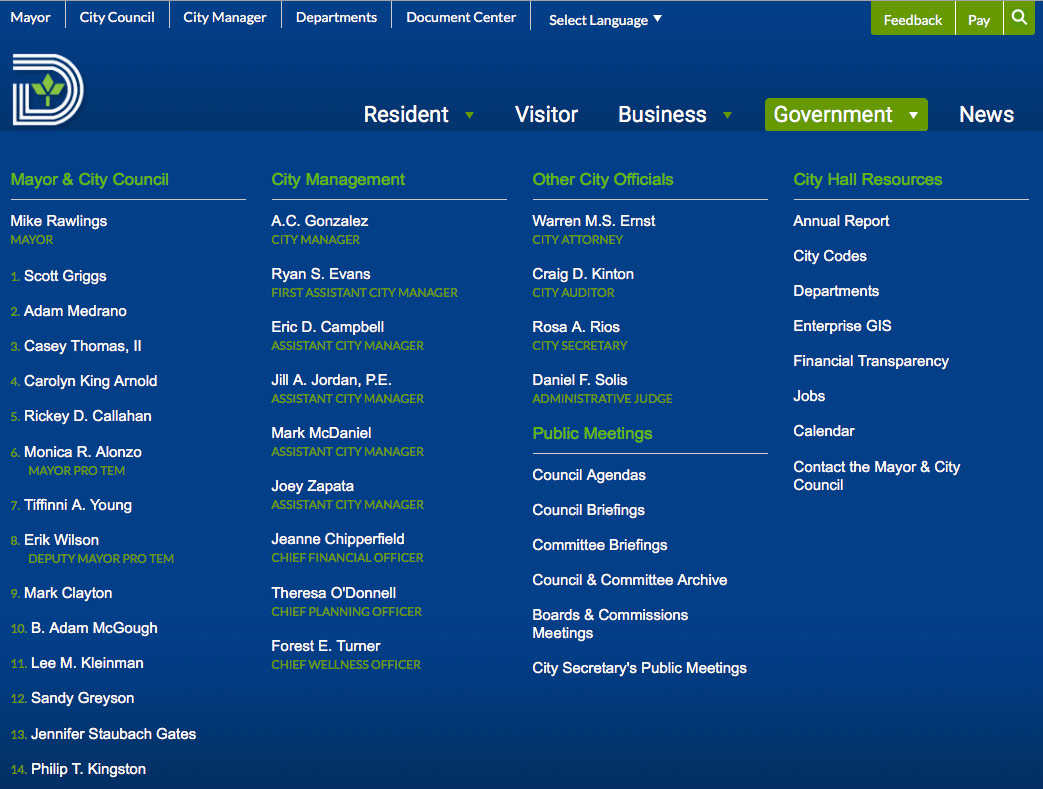 Mayor
City Council
City Manager
Departments
Document Center
Select Language ▼
Feedback
Pay
Resident
Visitor
Business
Government
News
Mayor & City Council
Mike Rawlings
MAYOR
1. Scott Griggs
2. Adam Medrano
3. Casey Thomas, II
4. Carolyn King Arnold
5. Rickey D. Callahan
6. Monica R. Alonzo
MAYOR PRO TEM
7. Tiffinni A. Young
8. Erik Wilson
DEPUTY MAYOR PRO TEM
9. Mark Clayton
10. B. Adam McGough
11. Lee M. Kleinman
12. Sandy Greyson
13. Jennifer Staubach Gates
14. Philip T. Kingston
City Management
A.C. Gonzalez
CITY MANAGER
Ryan S. Evans
FIRST ASSISTANT CITY MANAGER
Eric D. Campbell
ASSISTANT CITY MANAGER
Jill A. Jordan, P.E.
ASSISTANT CITY MANAGER
Mark McDaniel
ASSISTANT CITY MANAGER
Joey Zapata
ASSISTANT CITY MANAGER
Jeanne Chipperfield
CHIEF FINANCIAL OFFICER
Theresa O'Donnell
CHIEF PLANNING OFFICER
Forest E. Turner
CHIEF WELLNESS OFFICER
Other City Officials
Warren M.S. Ernst
CITY ATTORNEY
Craig D. Kinton
CITY AUDITOR
Rosa A. Rios
CITY SECRETARY
Daniel F. Solis
ADMINISTRATIVE JUDGE
Public Meetings
Council Agendas
Council Briefings
Committee Briefings
Council & Committee Archive
Boards & Commissions
Meetings
City Secretary's Public Meetings
City Hall Resources
Annual Report
City Codes
Departments
Enterprise GIS
Financial Transparency
Jobs
Calendar
Contact the Mayor & City
Council